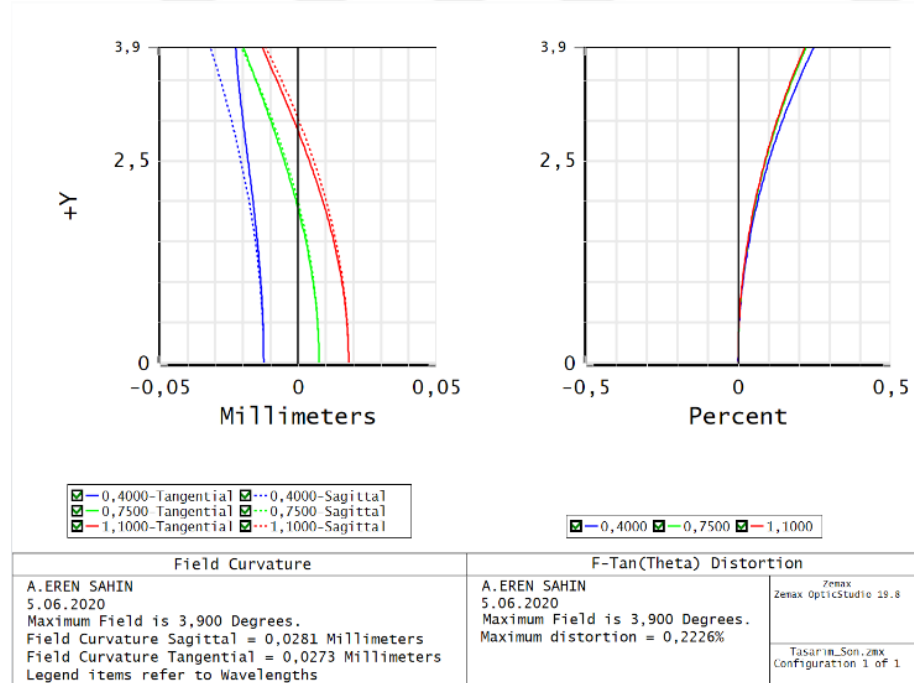 3,9
2,5
0
+Y
-0,05 0 0,05
Millimeters
3,9
2,5
0
-0,5 0 0,5
Percent
0,4000-Tangential 0,4000-Sagittal
0,7500-Tangential 0,7500-Sagittal
1,1000-Tangential 1,1000-Sagittal
0,4000 0,7500 1,1000
Field Curvature
A.EREN SAHIN
5.06.2020
Maximum Field is 3,900 Degrees.
Field Curvature Sagittal = 0,0281 Millimeters
Field Curvature Tangential = 0,0273 Millimeters
Legend items refer to Wavelengths
F-Tan(Theta) Distortion
A.EREN SAHIN
5.06.2020
Maximum Field is 3,900 Degrees.
Maximum distortion = 0,2226%
Zemax
Zemax OpticStudio 19.8
Tasarim_Son.zmx
Configuration 1 of 1